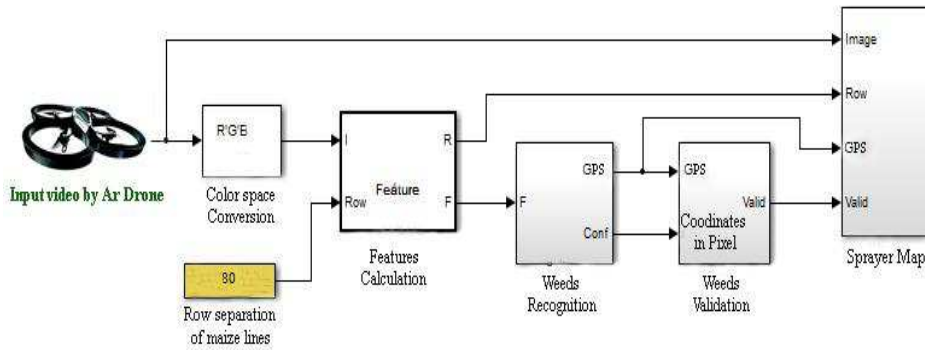 Image
R'G'B
I
R
Row
Feature
Row
F
F
GPS
Conf
GPS
Coodinates
in Pixel
Valid
GPS
Valid
Input video by Ar Drone
Color space
Conversion
Features
Calculation
Weeds
Recognition
Weeds
Validation
Sprayer Map
80
Row separation
of maize lines